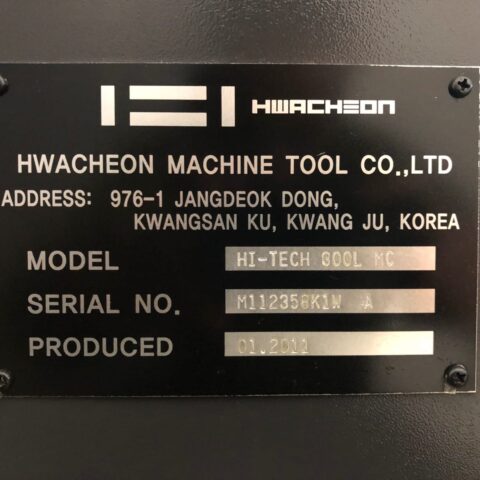 HWACHEON
HWACHEON MACHINE TOOL CO.,LTD
ADDRESS: 976-1 JANGDEOK DONG,
KWANGSAN KU, KWANG JU, KOREA
MODEL HI-TECH 800L MC
SERIAL NO. M112358K1W A
PRODUCED 01.2011